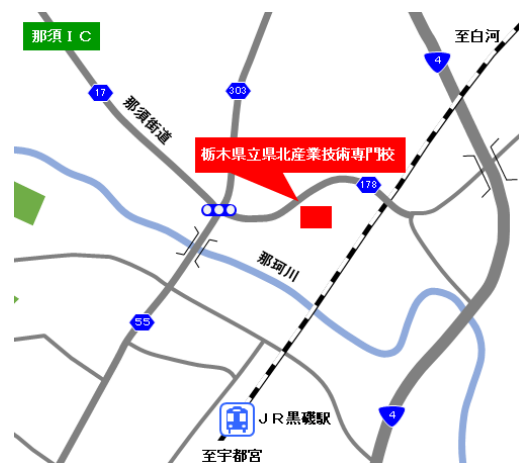 那須ＩＣ
至白河
4
17
303
那須街道
栃木県立県北産業技術専門校
178
那珂川
55
ＪＲ黒磯駅
4
至宇都宮